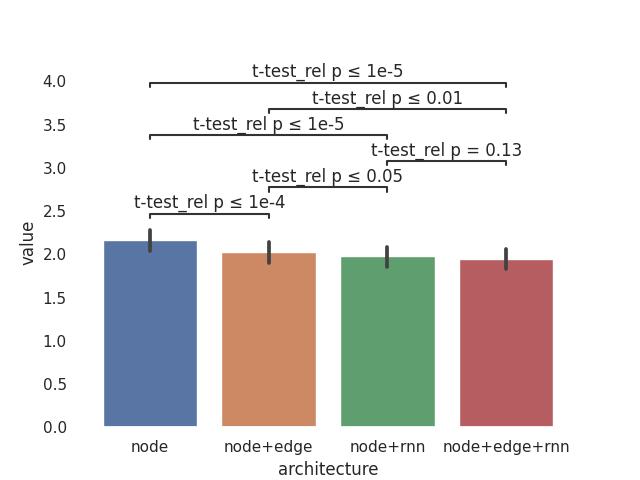 t-test_rel p ≤ 1e-5
t-test_rel p ≤ 0.01
t-test_rel p ≤ 1e-5
t-test_rel p = 0.13
t-test_rel p ≤ 0.05
t-test_rel p ≤ 1e-4
4.0
3.5
3.0
2.5
2.0
1.5
1.0
0.5
0.0
value
node node+edge node+rnn node+edge+rnn
architecture